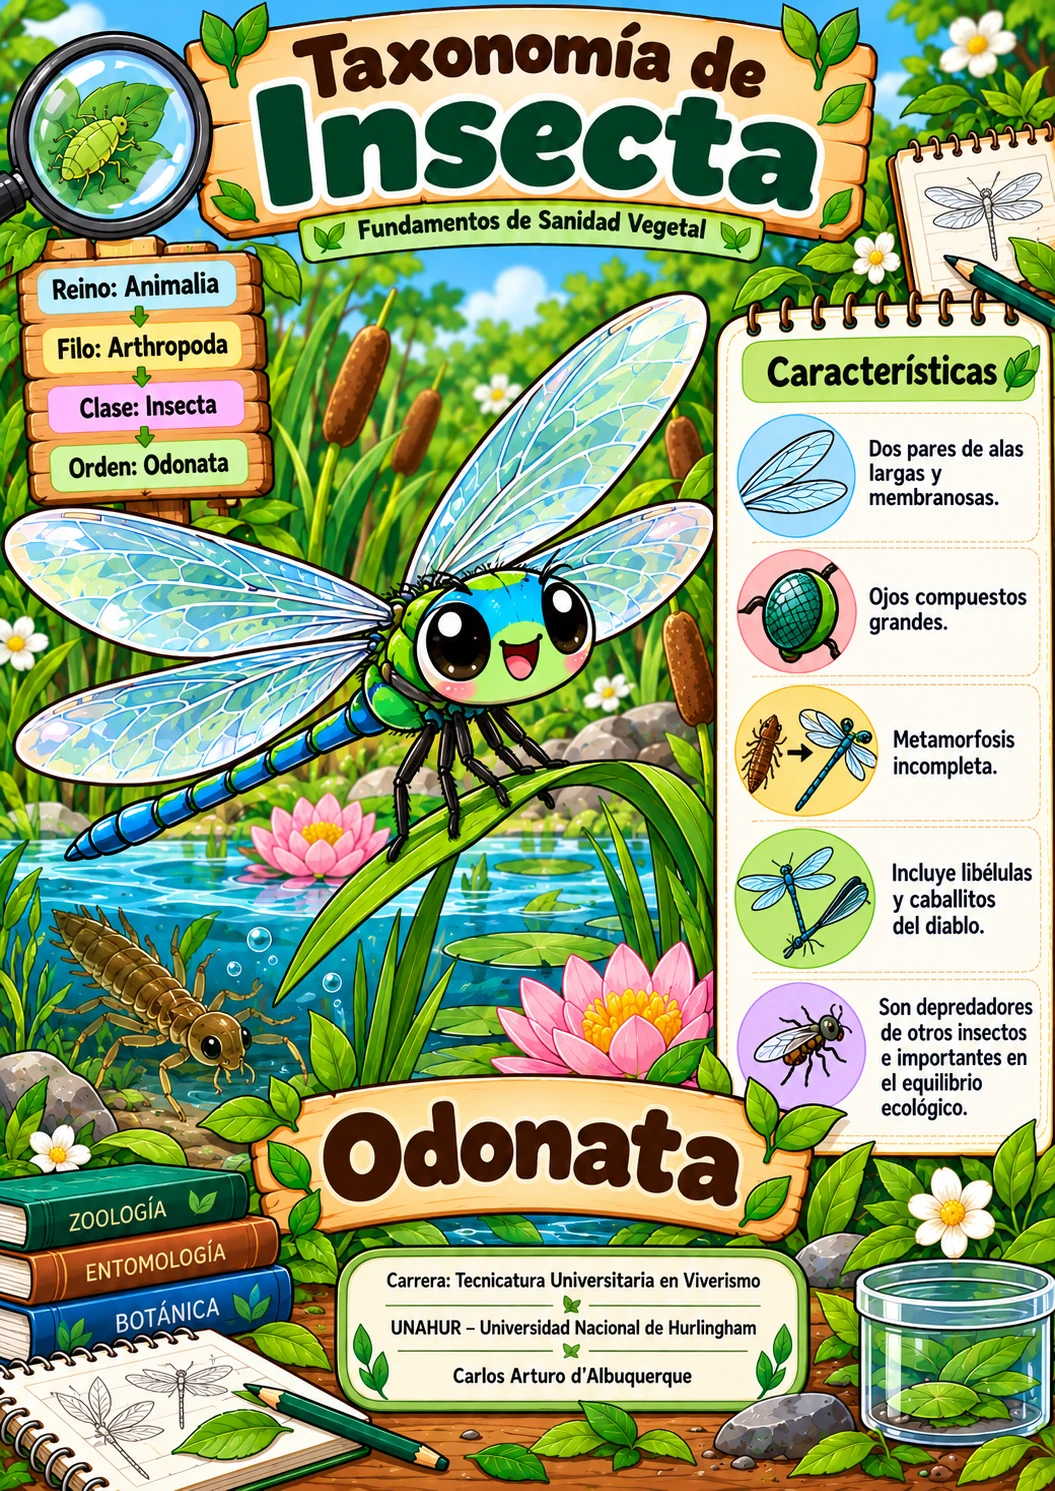 Taxonomía de
Insecta
Fundamentos de Sanidad Vegetal
Reino: Animalia
Filo: Arthropoda
Clase: Insecta
Orden: Odonata
Características
Dos pares de alas
largas y
membranosas.
Ojos compuestos
grandes.
Metamorfosis
incompleta.
Incluye libélulas
y caballitos
del diablo.
Son depredadores
de otros insectos
e importantes en
el equilibrio
ecológico.
Odonata
ZOOLOGÍA
ENTOMOLOGÍA
BOTÁNICA
Carrera: Tecnicatura Universitaria en Viverismo
UNAHUR – Universidad Nacional de Hurlingham
Carlos Arturo d'Albuquerque